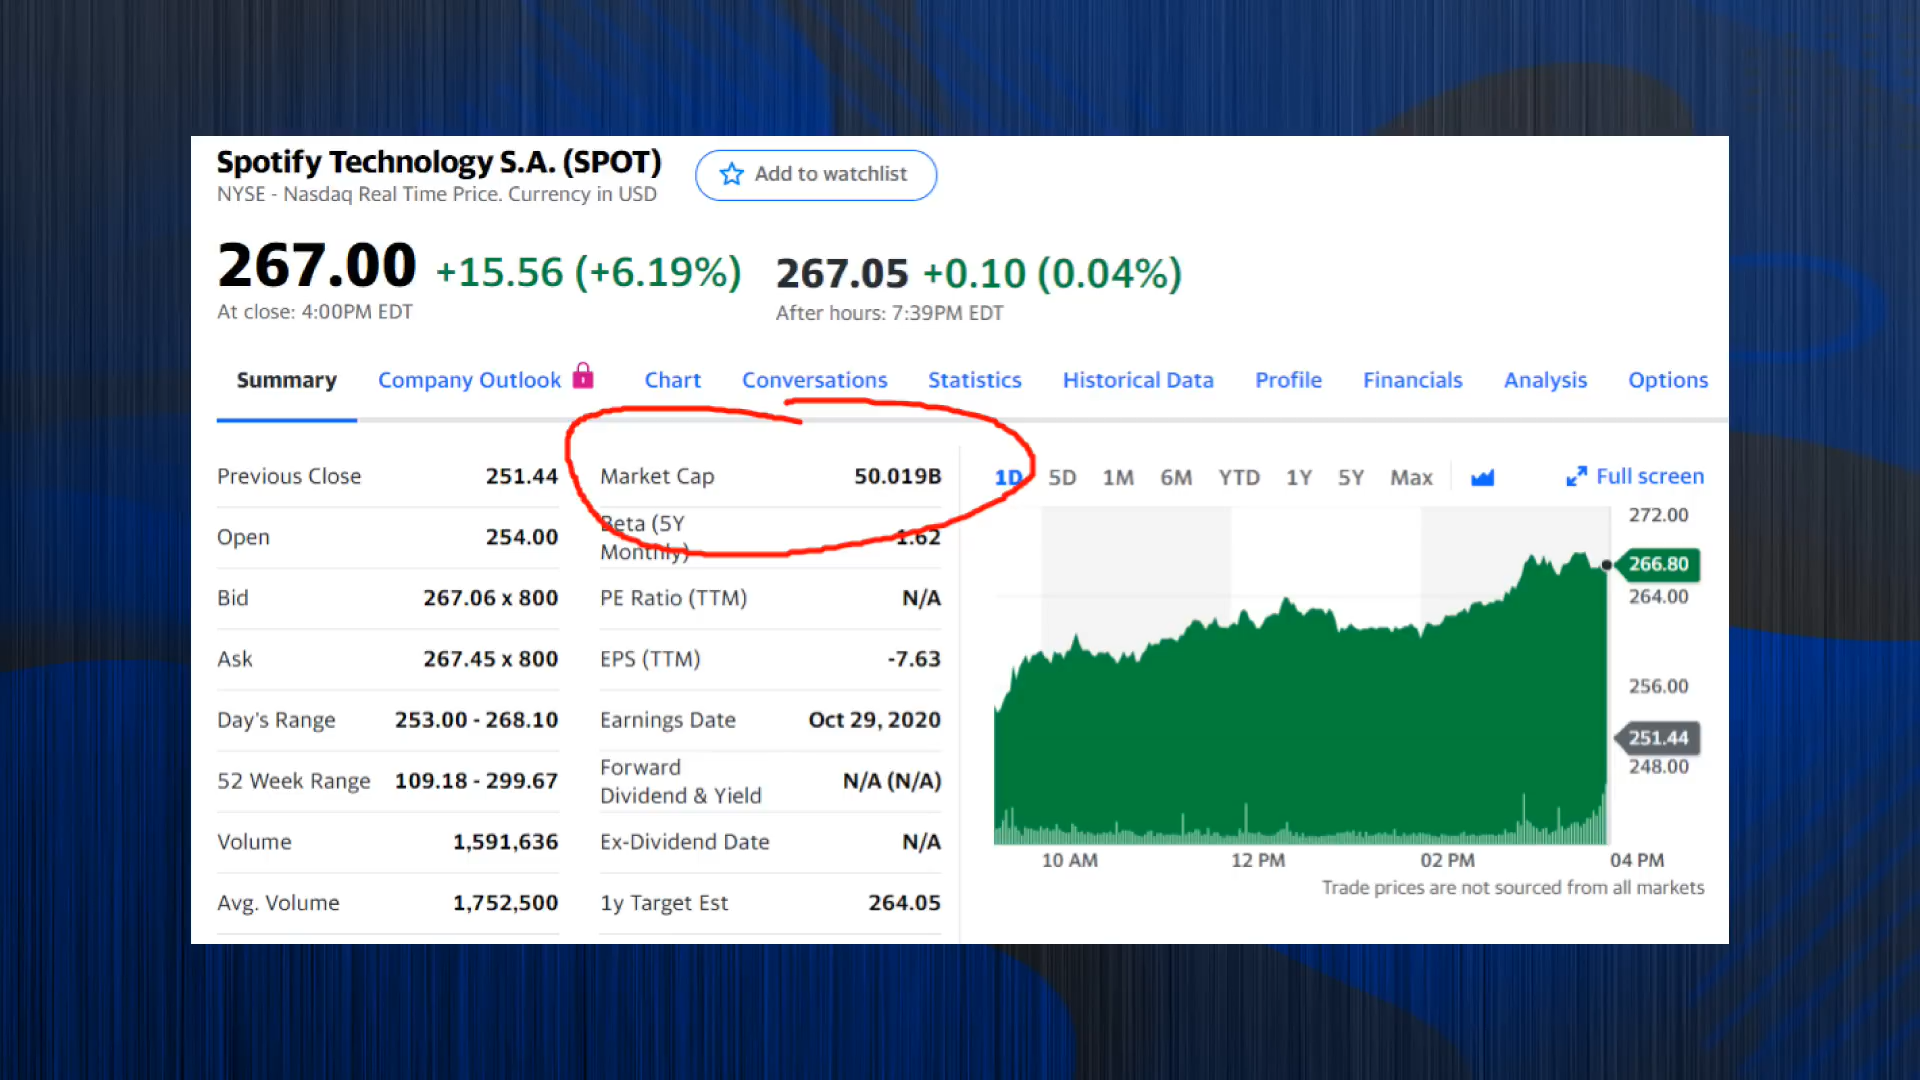 Spotify Technology S.A. (SPOT)
Add to watchlist
NYSE - Nasdaq Real Time Price. Currency in USD
267.00 +15.56 (+6.19%) 267.05 +0.10 (0.04%)
At close: 4:00PM EDT After hours: 7:39PM EDT
Summary Company Outlook Chart Conversations Statistics Historical Data Profile Financials Analysis Options
Previous Close 251.44
Open 254.00
Bid 267.06 x 800
Ask 267.45 x 800
Day's Range 253.00 - 268.10
52 Week Range 109.18 - 299.67
Volume 1,591,636
Avg. Volume 1,752,500
Market Cap 50.019B
Beta (5Y
Monthly) 1.62
PE Ratio (TTM) N/A
EPS (TTM) -7.63
Earnings Date Oct 29, 2020
Forward
Dividend & Yield N/A (N/A)
Ex-Dividend Date N/A
1y Target Est 264.05
1D 5D 1M 6M YTD 1Y 5Y Max Full screen
272.00
266.80
264.00
256.00
251.44
248.00
10 AM 12 PM 02 PM 04 PM
Trade prices are not sourced from all markets